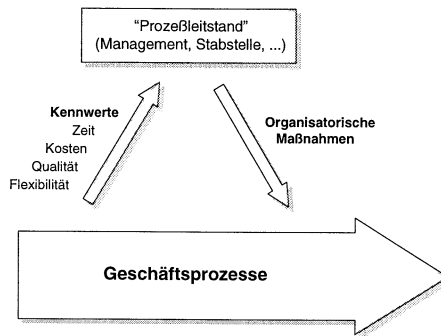 “Prozeßleitstand”
(Management, Stabstelle, ...)
Kennwerte
Zeit
Kosten
Qualität
Flexibilität
Organisatorische
Maßnahmen
Geschäftsprozesse